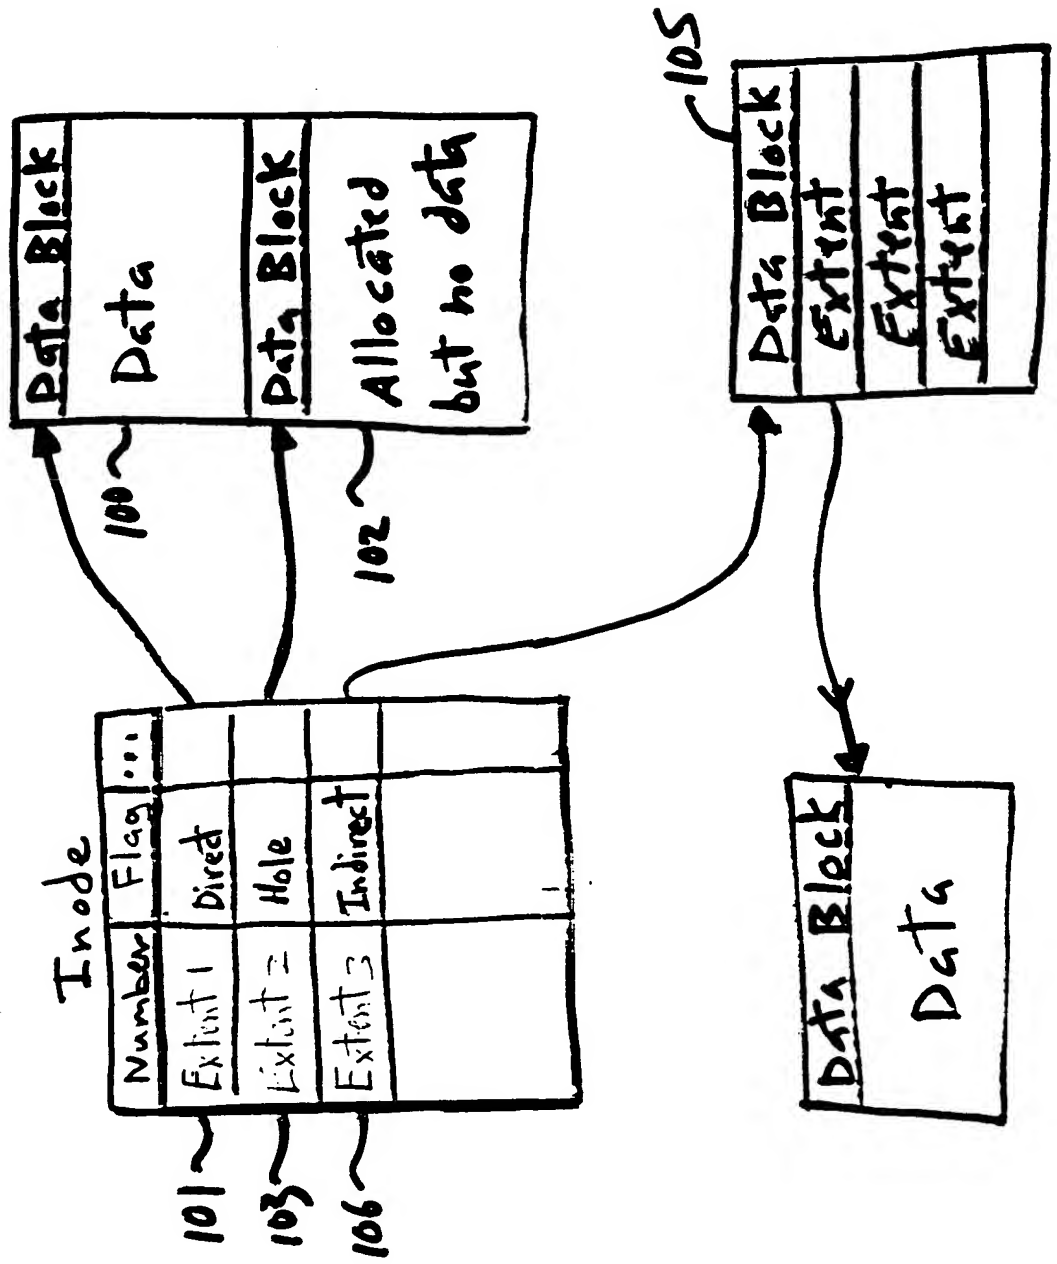 Inode
Number Flag ...
101 Extent 1 Direct
103 Extent 2 Hole
106 Extent 3 Indirect
Data Block
100 Data
Data Block
102 Allocated
but no data
105
Data Block
Extent
Extent
Extent
Data Block
Data